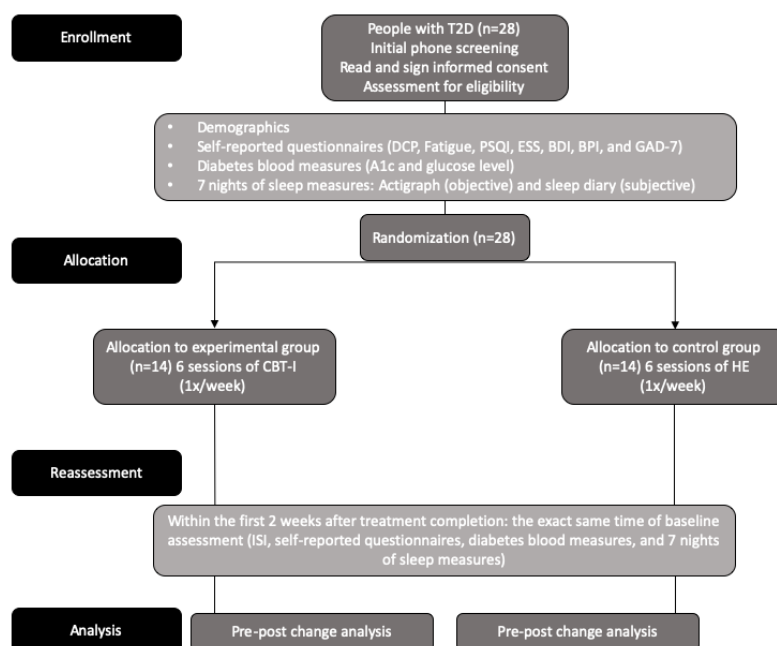 Enrollment
People with T2D (n=28)
Initial phone screening
Read and sign informed consent
Assessment for eligibility
• Demographics
• Self-reported questionnaires (DCP, Fatigue, PSQI, ESS, BDI, BPI, and GAD-7)
• Diabetes blood measures (A1c and glucose level)
• 7 nights of sleep measures: Actigraph (objective) and sleep diary (subjective)
Randomization (n=28)
Allocation
Allocation to experimental group
(n=14) 6 sessions of CBT-I
(1x/week)
Allocation to control group
(n=14) 6 sessions of HE
(1x/week)
Reassessment
Within the first 2 weeks after treatment completion: the exact same time of baseline
assessment (ISI, self-reported questionnaires, diabetes blood measures, and 7 nights
of sleep measures)
Analysis
Pre-post change analysis
Pre-post change analysis